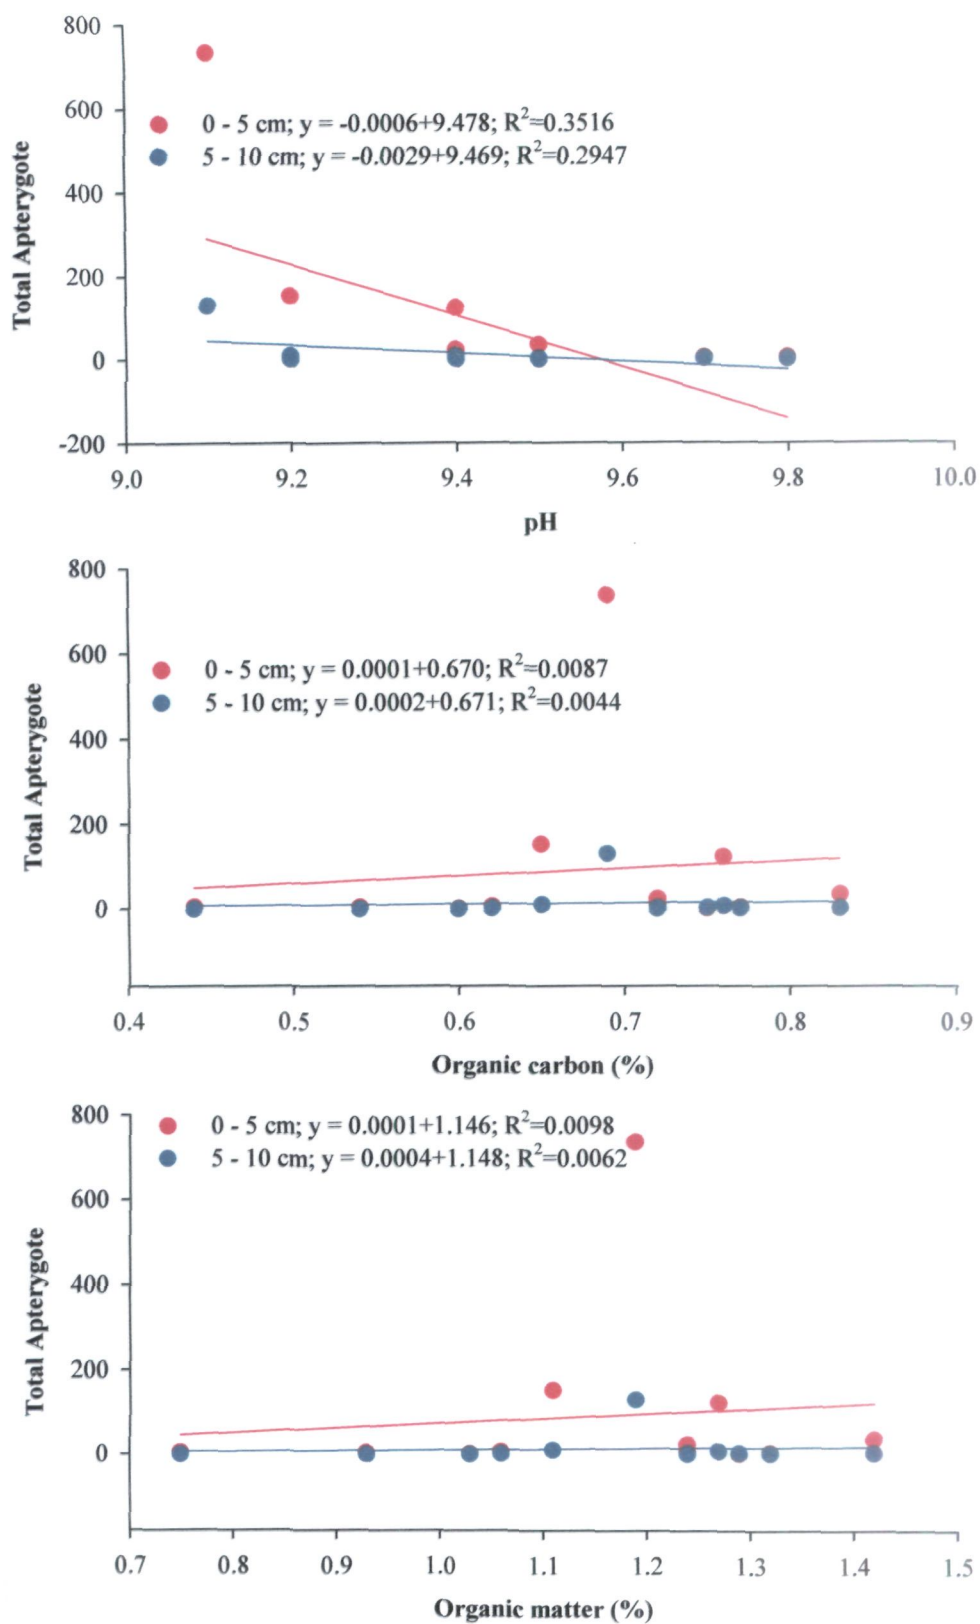 800
600
400
200
0
-200
Total Apterygote
0 - 5 cm; y = -0.0006+9.478; R²=0.3516
5 - 10 cm; y = -0.0029+9.469; R²=0.2947
9.0 9.2 9.4 9.6 9.8 10.0
pH
800
600
400
200
0
Total Apterygote
0 - 5 cm; y = 0.0001+0.670; R²=0.0087
5 - 10 cm; y = 0.0002+0.671; R²=0.0044
0.4 0.5 0.6 0.7 0.8 0.9
Organic carbon (%)
800
600
400
200
0
Total Apterygote
0 - 5 cm; y = 0.0001+1.146; R²=0.0098
5 - 10 cm; y = 0.0004+1.148; R²=0.0062
0.7 0.8 0.9 1.0 1.1 1.2 1.3 1.4 1.5
Organic matter (%)